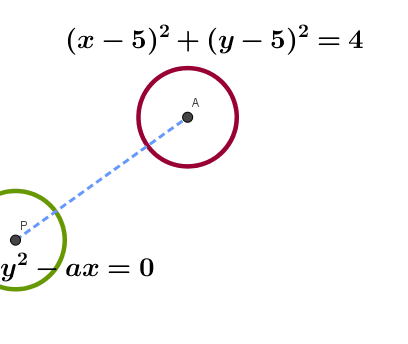 (x − 5)² + (y − 5)² = 4
A
P
y² − ax = 0